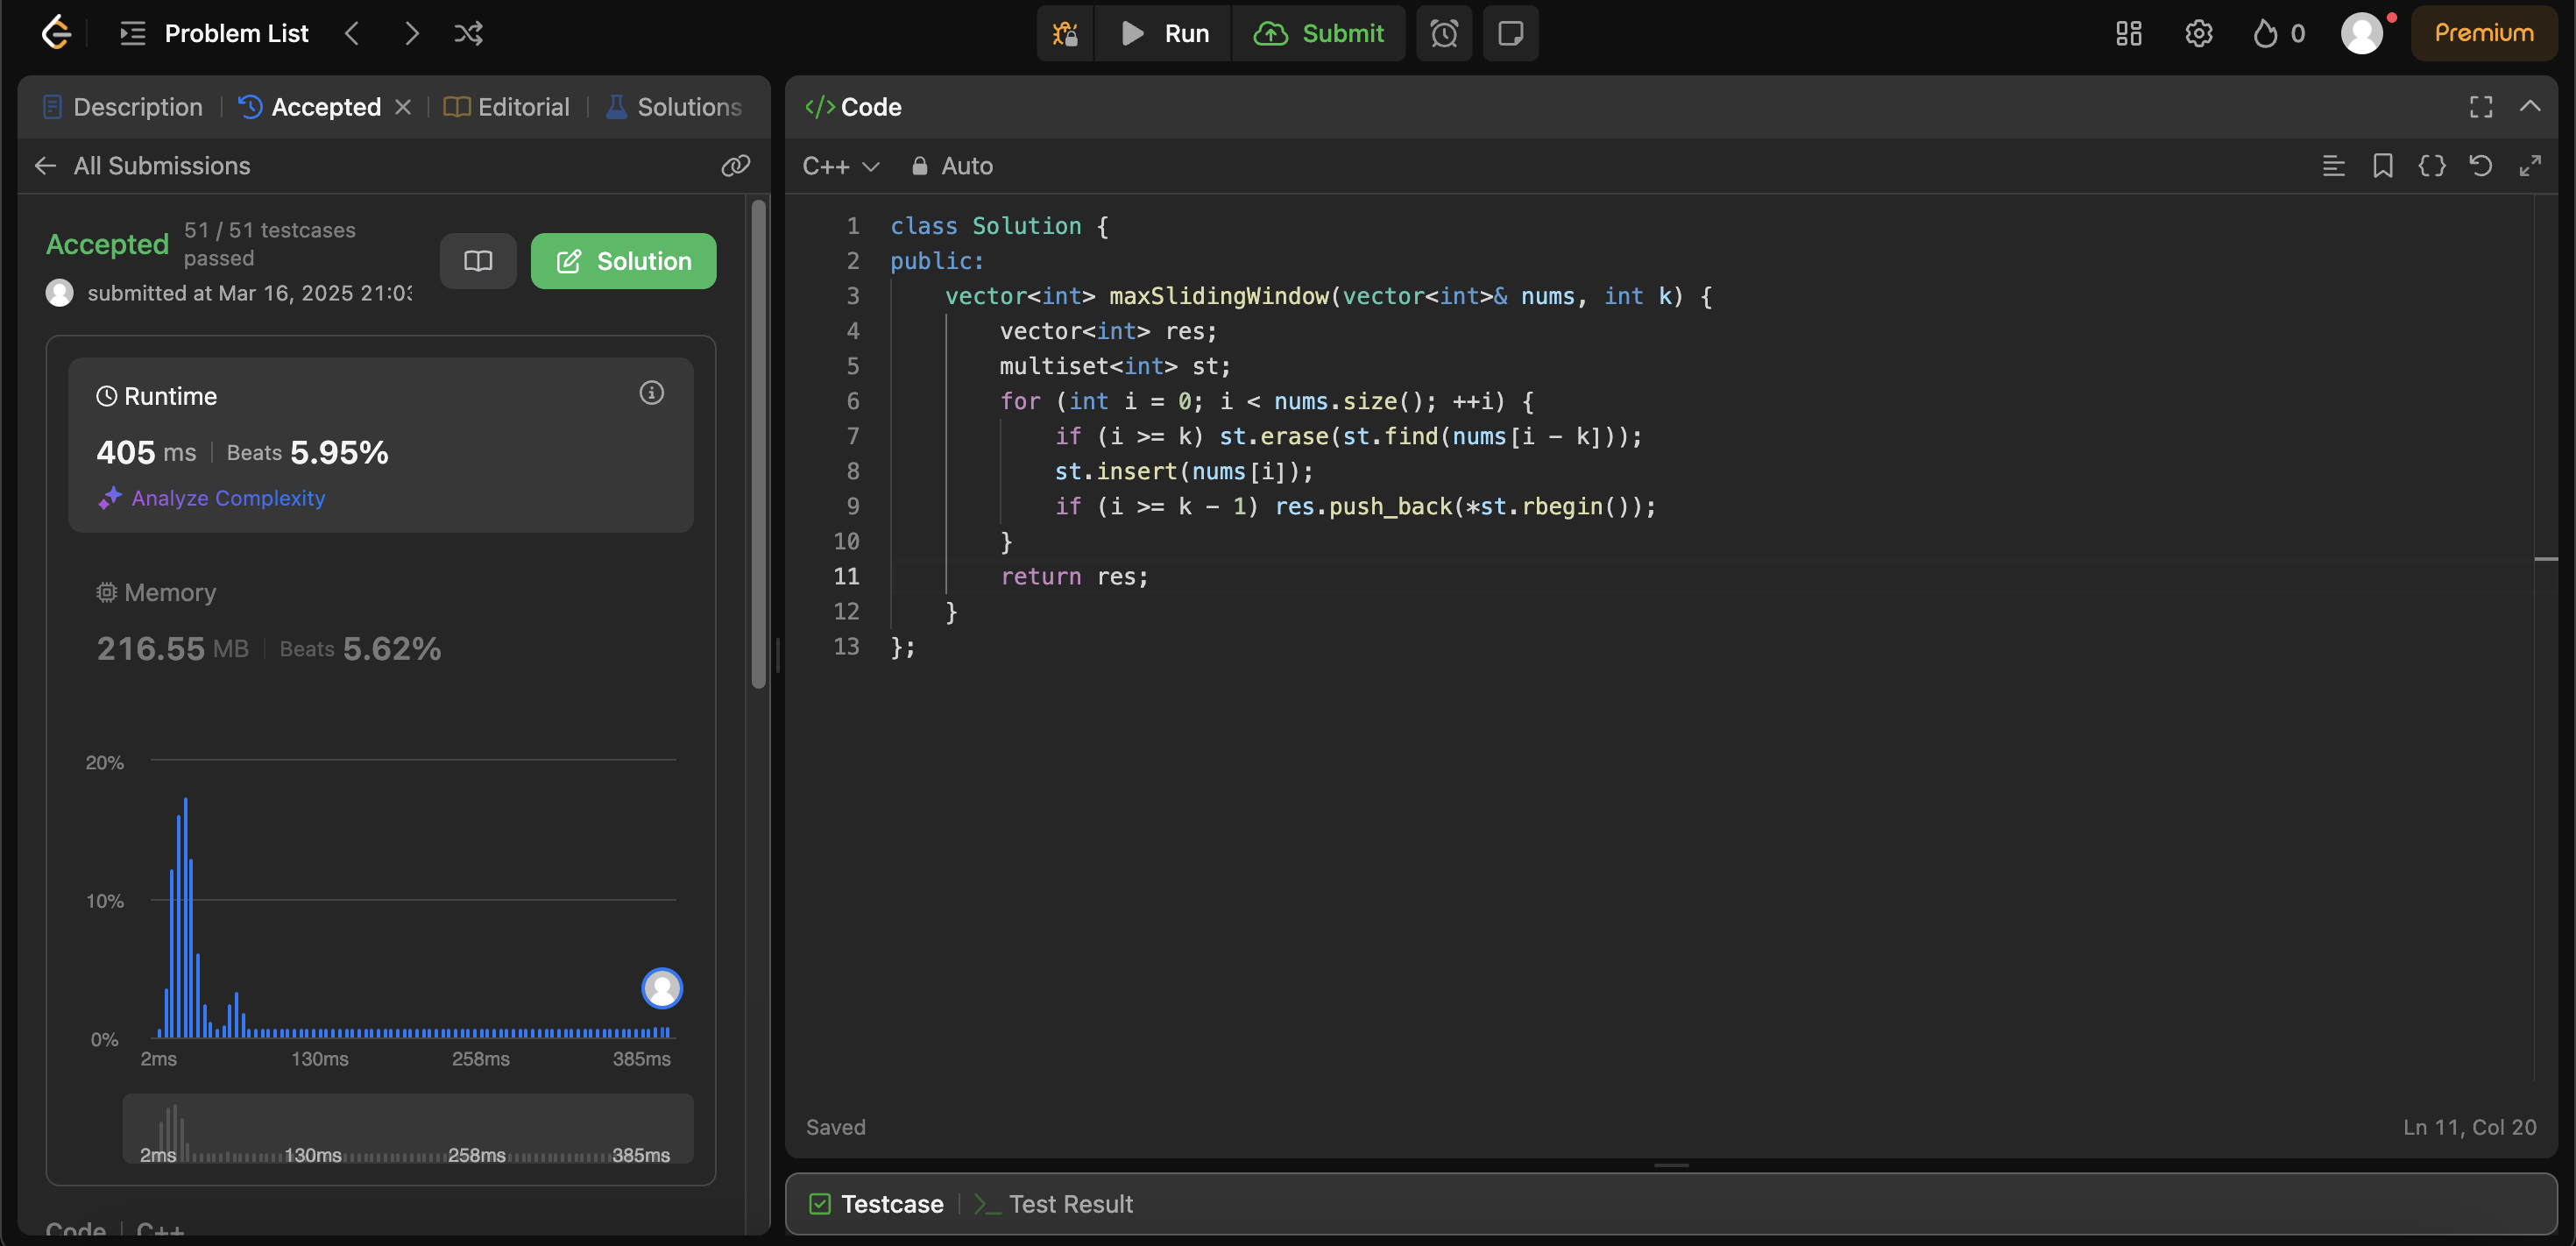 Problem List
Run
Submit
0
Premium
Description
Accepted
Editorial
Solutions
All Submissions
Accepted
51 / 51 testcases
passed
submitted at Mar 16, 2025 21:03
Solution
Runtime
405 ms | Beats 5.95%
Analyze Complexity
Memory
216.55 MB | Beats 5.62%
20%
10%
0%
2ms 130ms 258ms 385ms
2ms 130ms 258ms 385ms
Code | C++
</> Code
C++ Auto
1 class Solution {
2 public:
3     vector<int> maxSlidingWindow(vector<int>& nums, int k) {
4         vector<int> res;
5         multiset<int> st;
6         for (int i = 0; i < nums.size(); ++i) {
7             if (i >= k) st.erase(st.find(nums[i - k]));
8             st.insert(nums[i]);
9             if (i >= k - 1) res.push_back(*st.rbegin());
10         }
11         return res;
12     }
13 };
Saved
Ln 11, Col 20
Testcase
Test Result